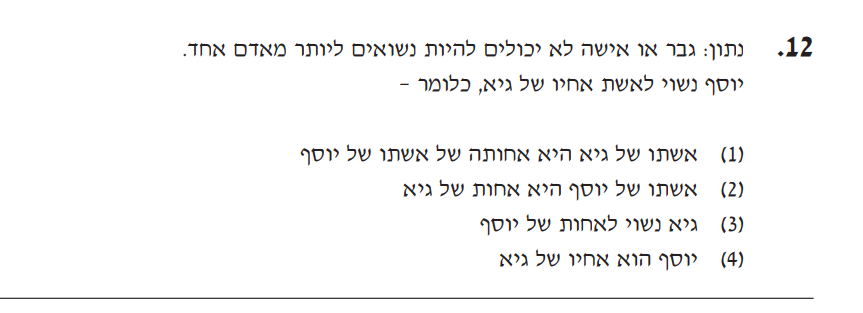 12. נתון: גבר או אישה לא יכולים להיות נשואים ליותר מאדם אחד.
יוסף נשוי לאשת אחיו של גיא, כלומר –
(1) אשתו של גיא היא אחותה של אשתו של יוסף
(2) אשתו של יוסף היא אחות של גיא
(3) גיא נשוי לאחות של יוסף
(4) יוסף הוא אחיו של גיא